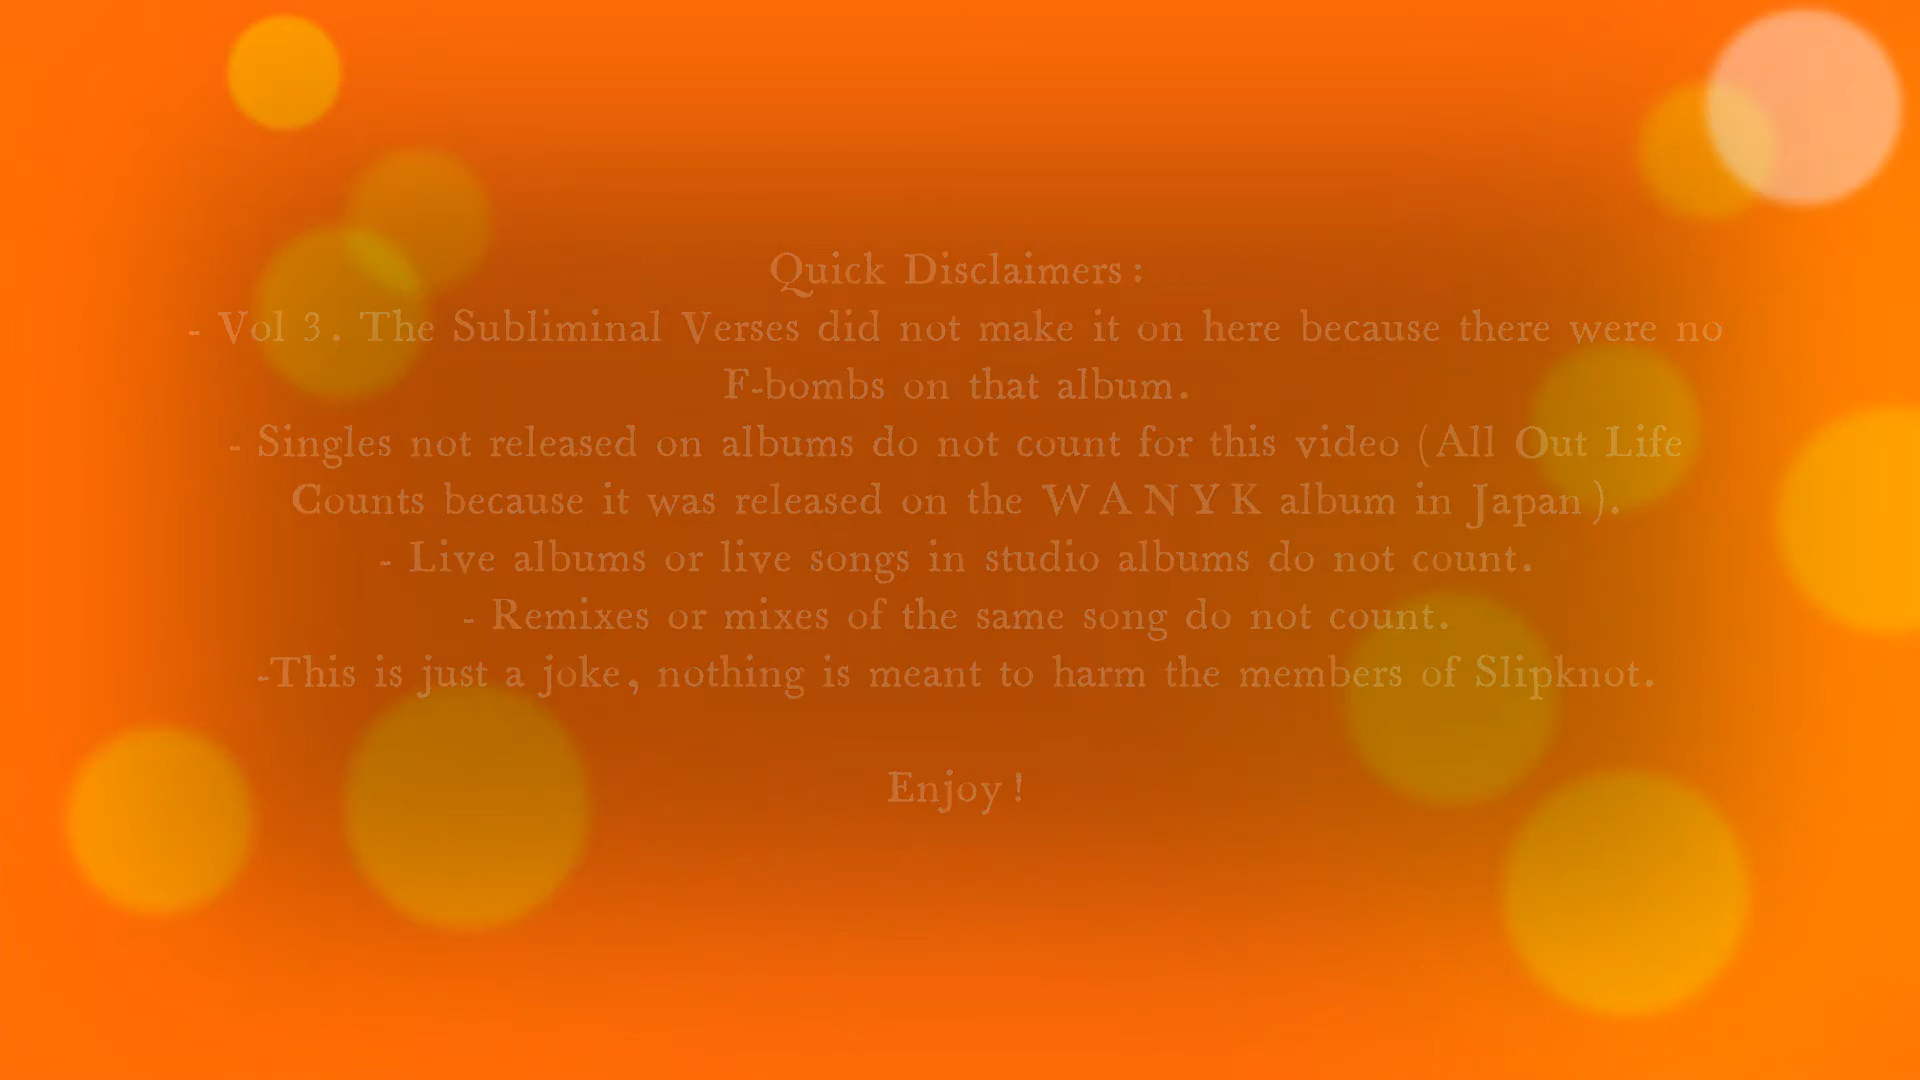 Quick Disclaimers:
- Vol 3. The Subliminal Verses did not make it on here because there were no
F-bombs on that album.
- Singles not released on albums do not count for this video (All Out Life
Counts because it was released on the WANYK album in Japan).
- Live albums or live songs in studio albums do not count.
- Remixes or mixes of the same song do not count.
-This is just a joke, nothing is meant to harm the members of Slipknot.
Enjoy!